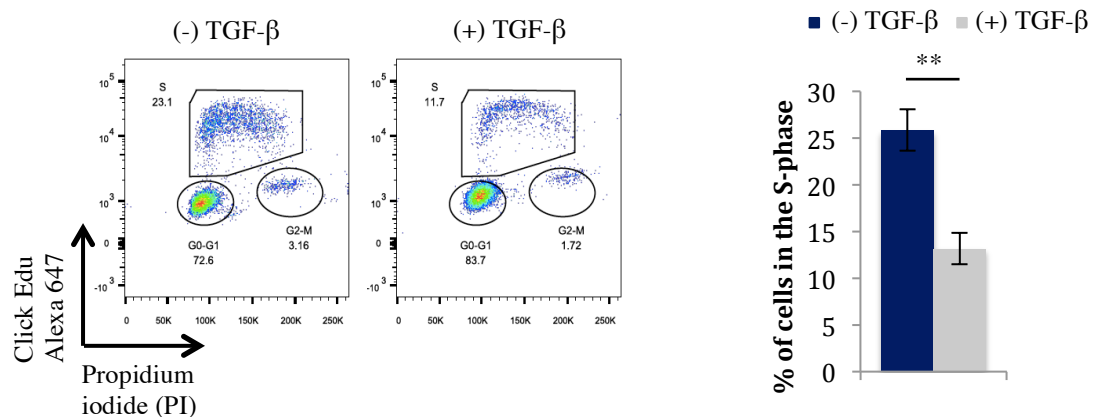 (-) TGF-β
(+) TGF-β
10^5
10^4
10^3
0
-10^3
S
23.1
G0-G1
72.6
G2-M
3.16
0 50K 100K 150K 200K 250K
10^5
10^4
10^3
0
-10^3
S
11.7
G0-G1
83.7
G2-M
1.72
0 50K 100K 150K 200K 250K
Click Edu
Alexa 647
Propidium
iodide (PI)
(-) TGF-β (+) TGF-β
**
% of cells in the S-phase
30
25
20
15
10
5
0